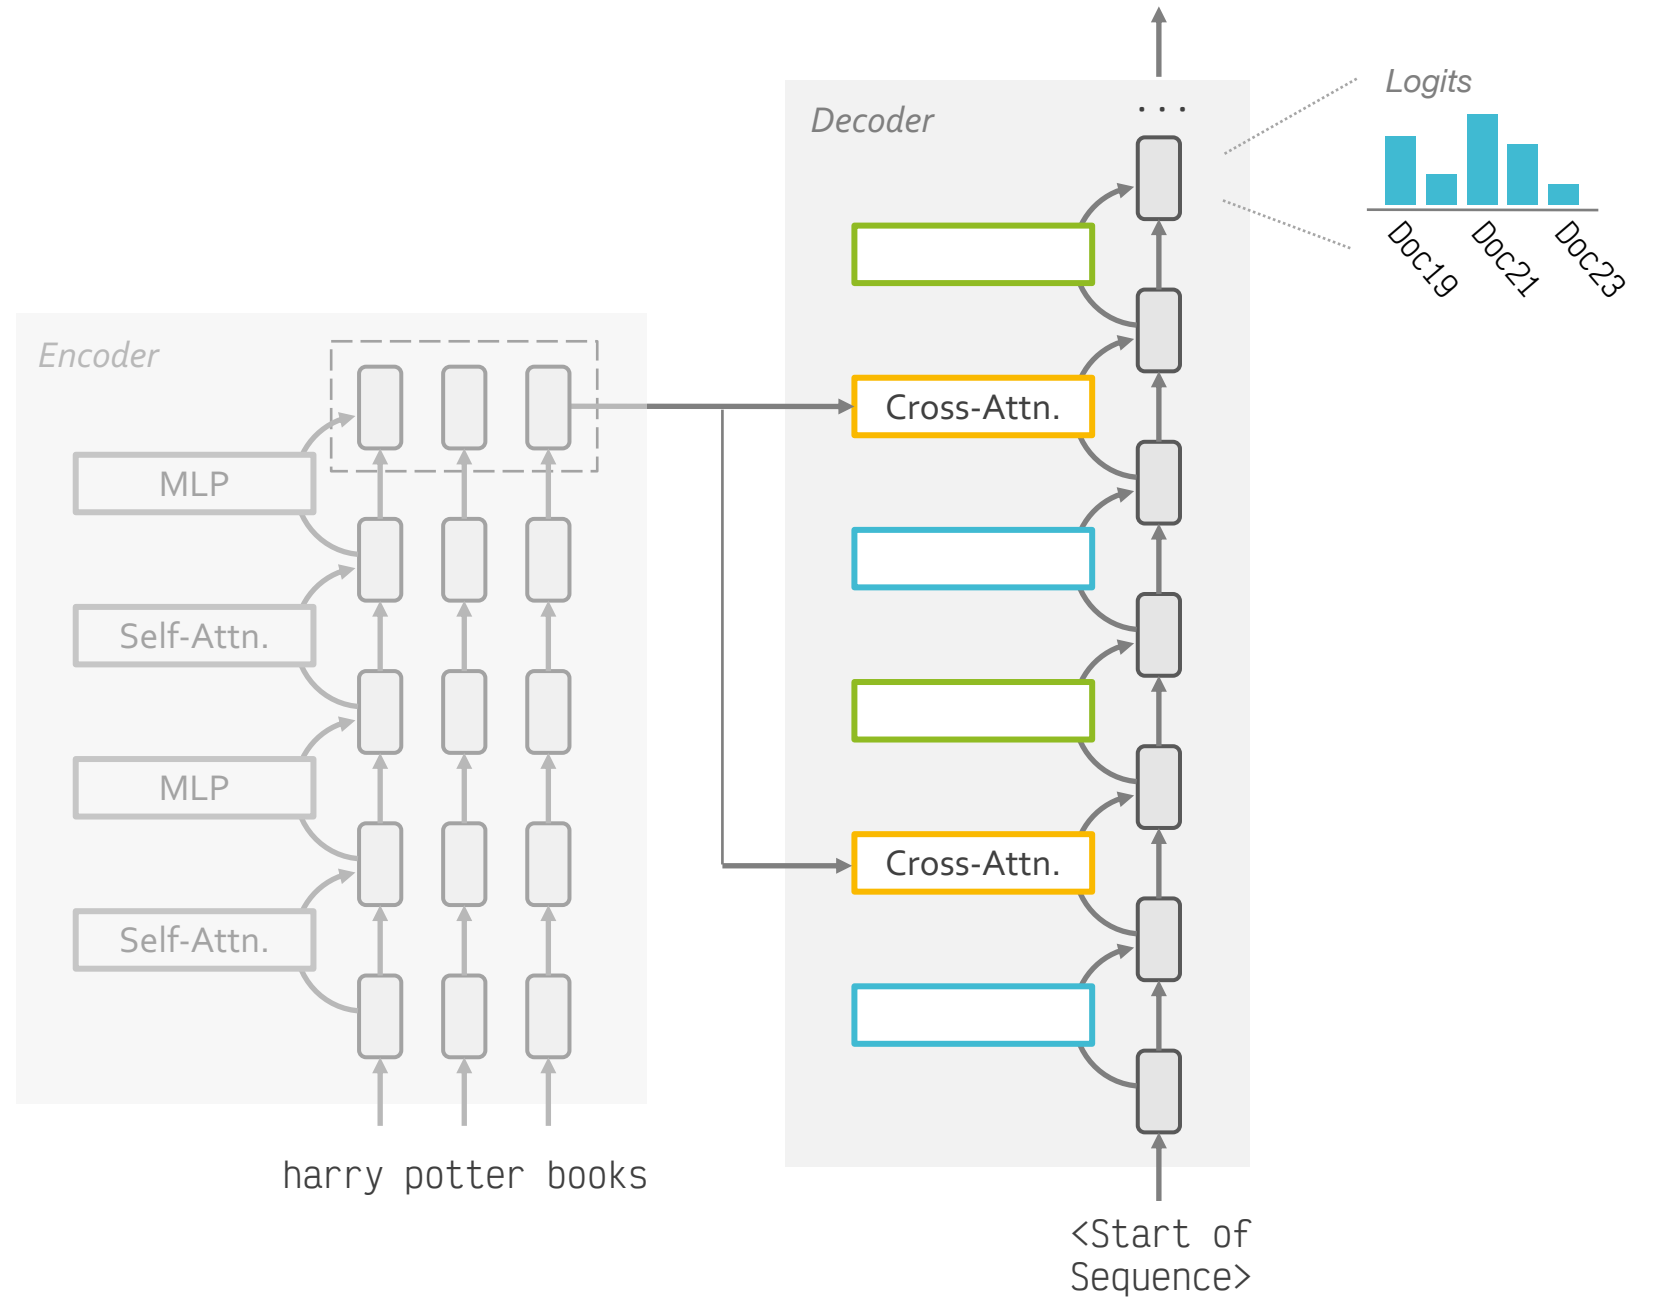 Logits
Decoder
. . .
Doc19
Doc21
Doc23
Encoder
Cross-Attn.
MLP
Self-Attn.
MLP
Cross-Attn.
Self-Attn.
harry potter books
<Start of
Sequence>